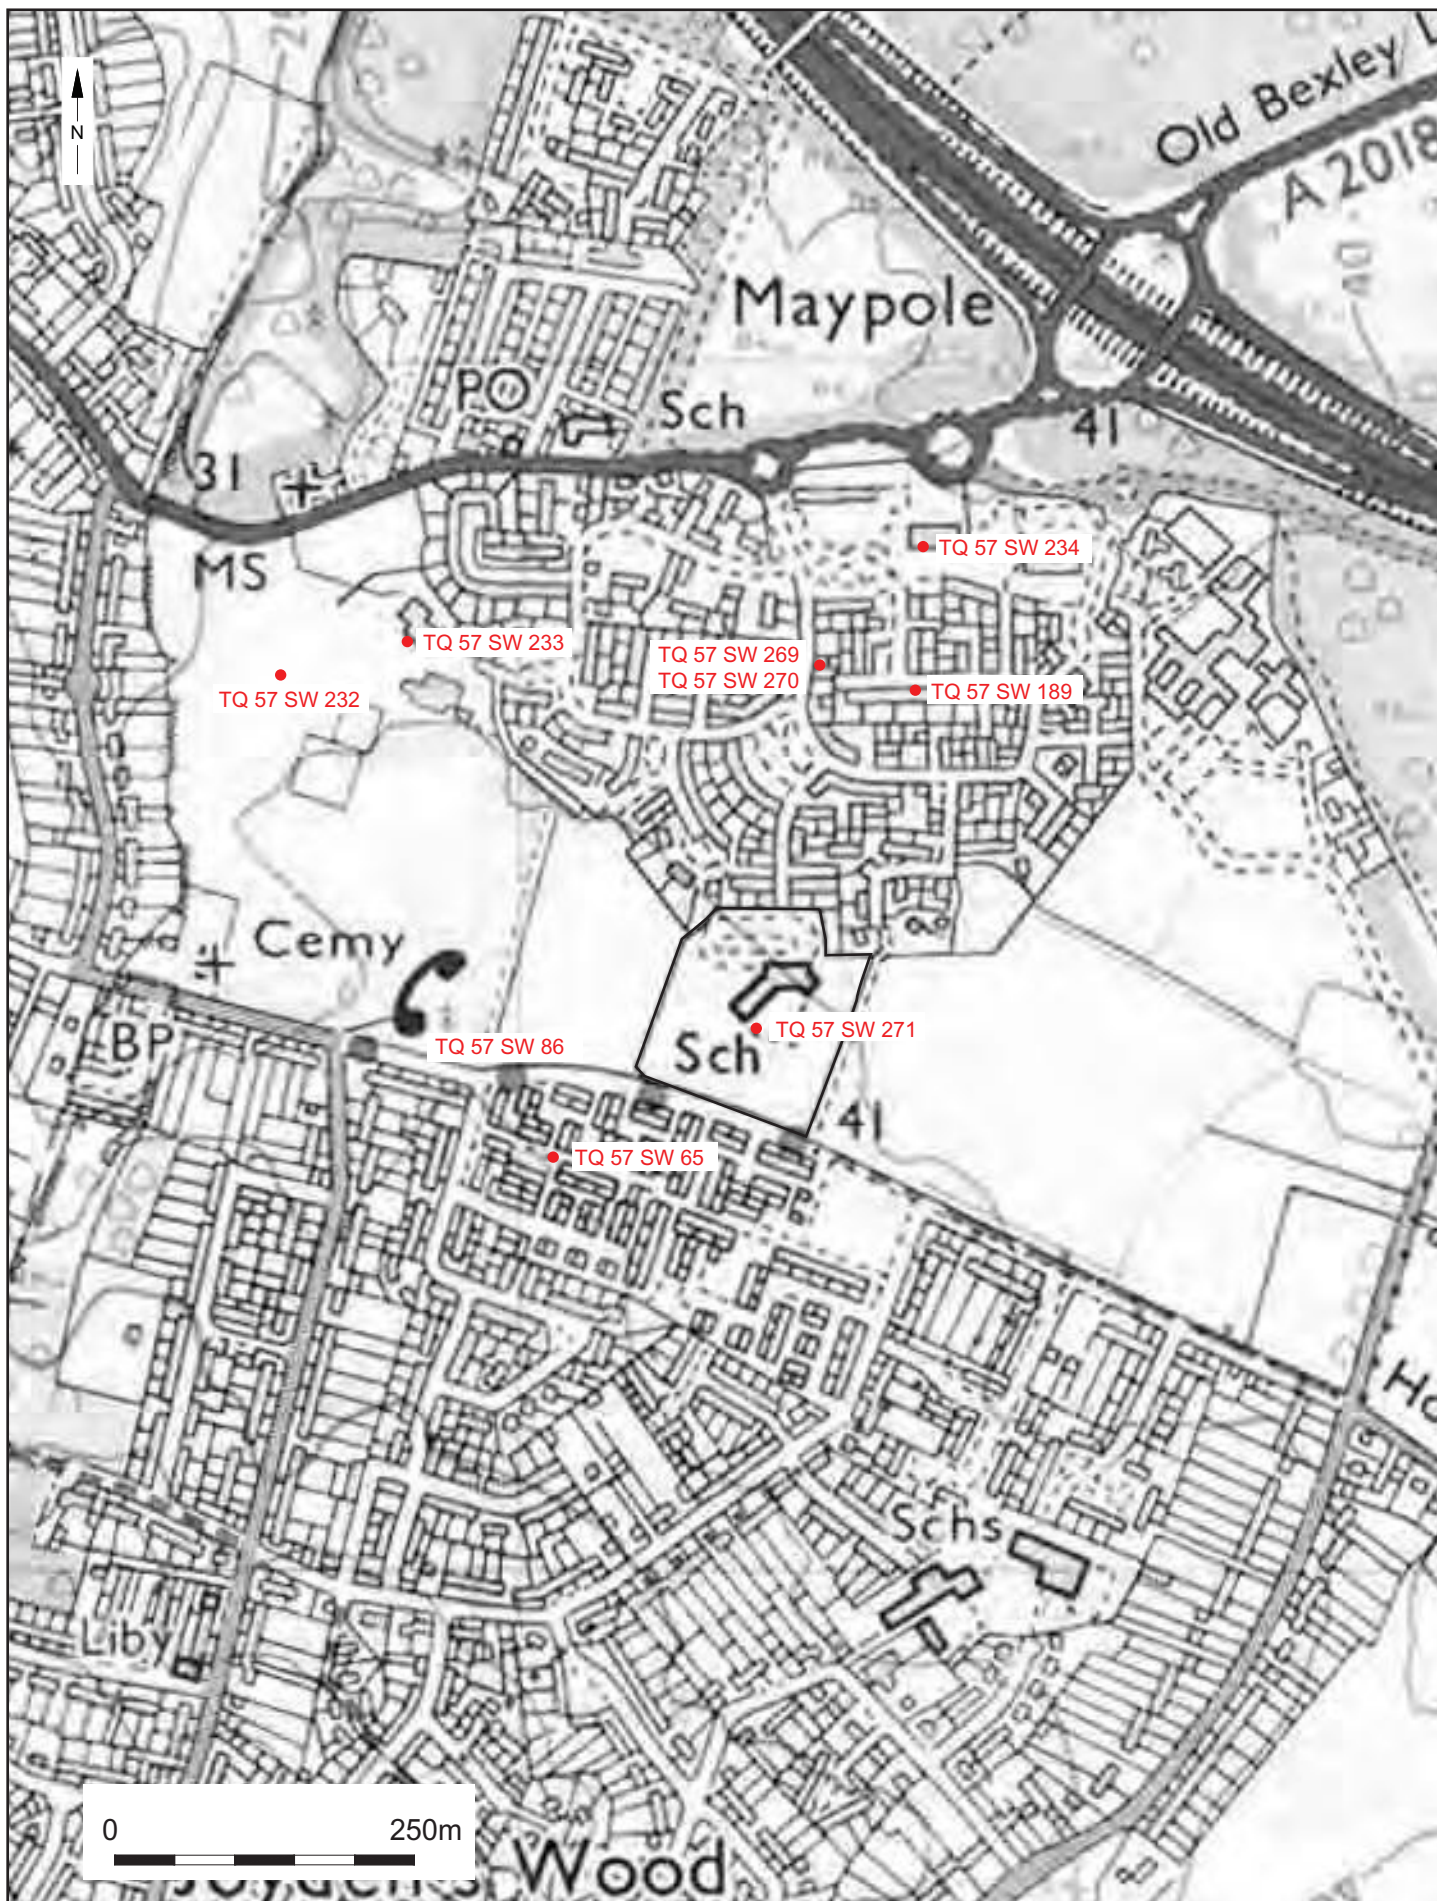 Old Bexley L
A 2018
N
Maypole
PO
Sch
41
31
MS
TQ 57 SW 234
TQ 57 SW 233
TQ 57 SW 269
TQ 57 SW 270
TQ 57 SW 232
TQ 57 SW 189
Cemy
BP
TQ 57 SW 86
TQ 57 SW 271
Sch
41
TQ 57 SW 65
Ho
Schs
Liby
0 250m
Joyden's Wood